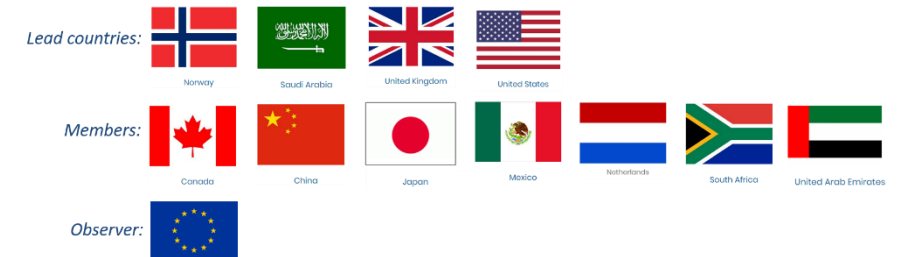 Lead countries:
Norway
Saudi Arabia
United Kingdom
United States
Members:
Canada
China
Japan
Mexico
Netherlands
South Africa
United Arab Emirates
Observer: